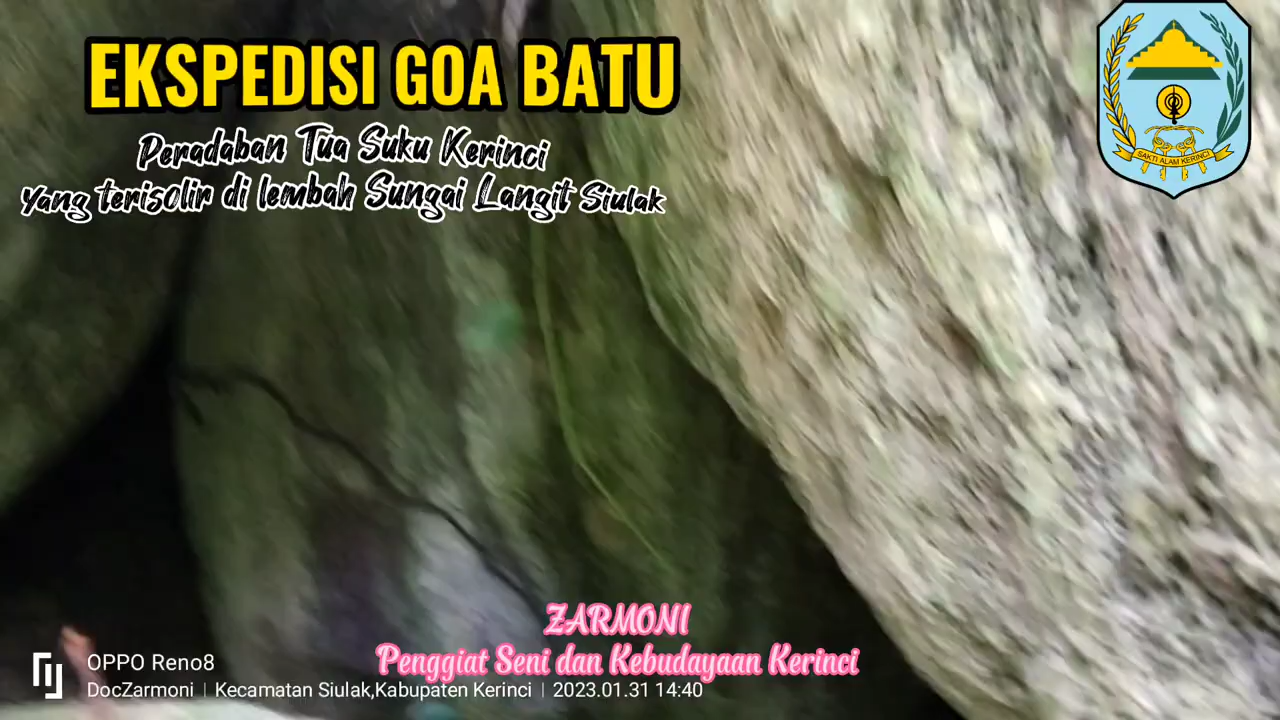 EKSPEDISI GOA BATU
Peradaban Tua Suku Kerinci
yang terisolir di lembah Sungai Langit Siulak
SAKTI ALAM KERINCI
ZARMONI
Penggiat Seni dan Kebudayaan Kerinci
OPPO Reno8
DocZarmoni | Kecamatan Siulak,Kabupaten Kerinci | 2023.01.31 14:40